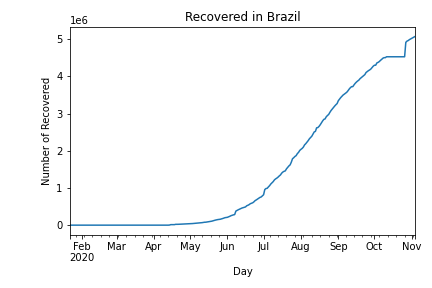 Recovered in Brazil
1e6
5
4
3
2
1
0
Number of Recovered
Feb Mar Apr May Jun Jul Aug Sep Oct Nov
2020
Day